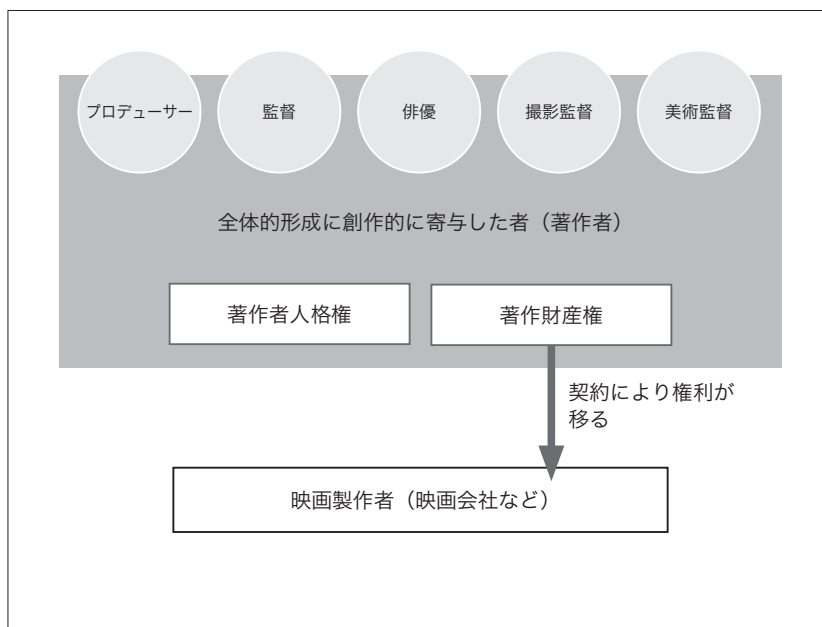 プロデューサー
監督
俳優
撮影監督
美術監督
全体的形成に創作的に寄与した者（著作者）
著作者人格権
著作財産権
契約により権利が
移る
映画製作者（映画会社など）